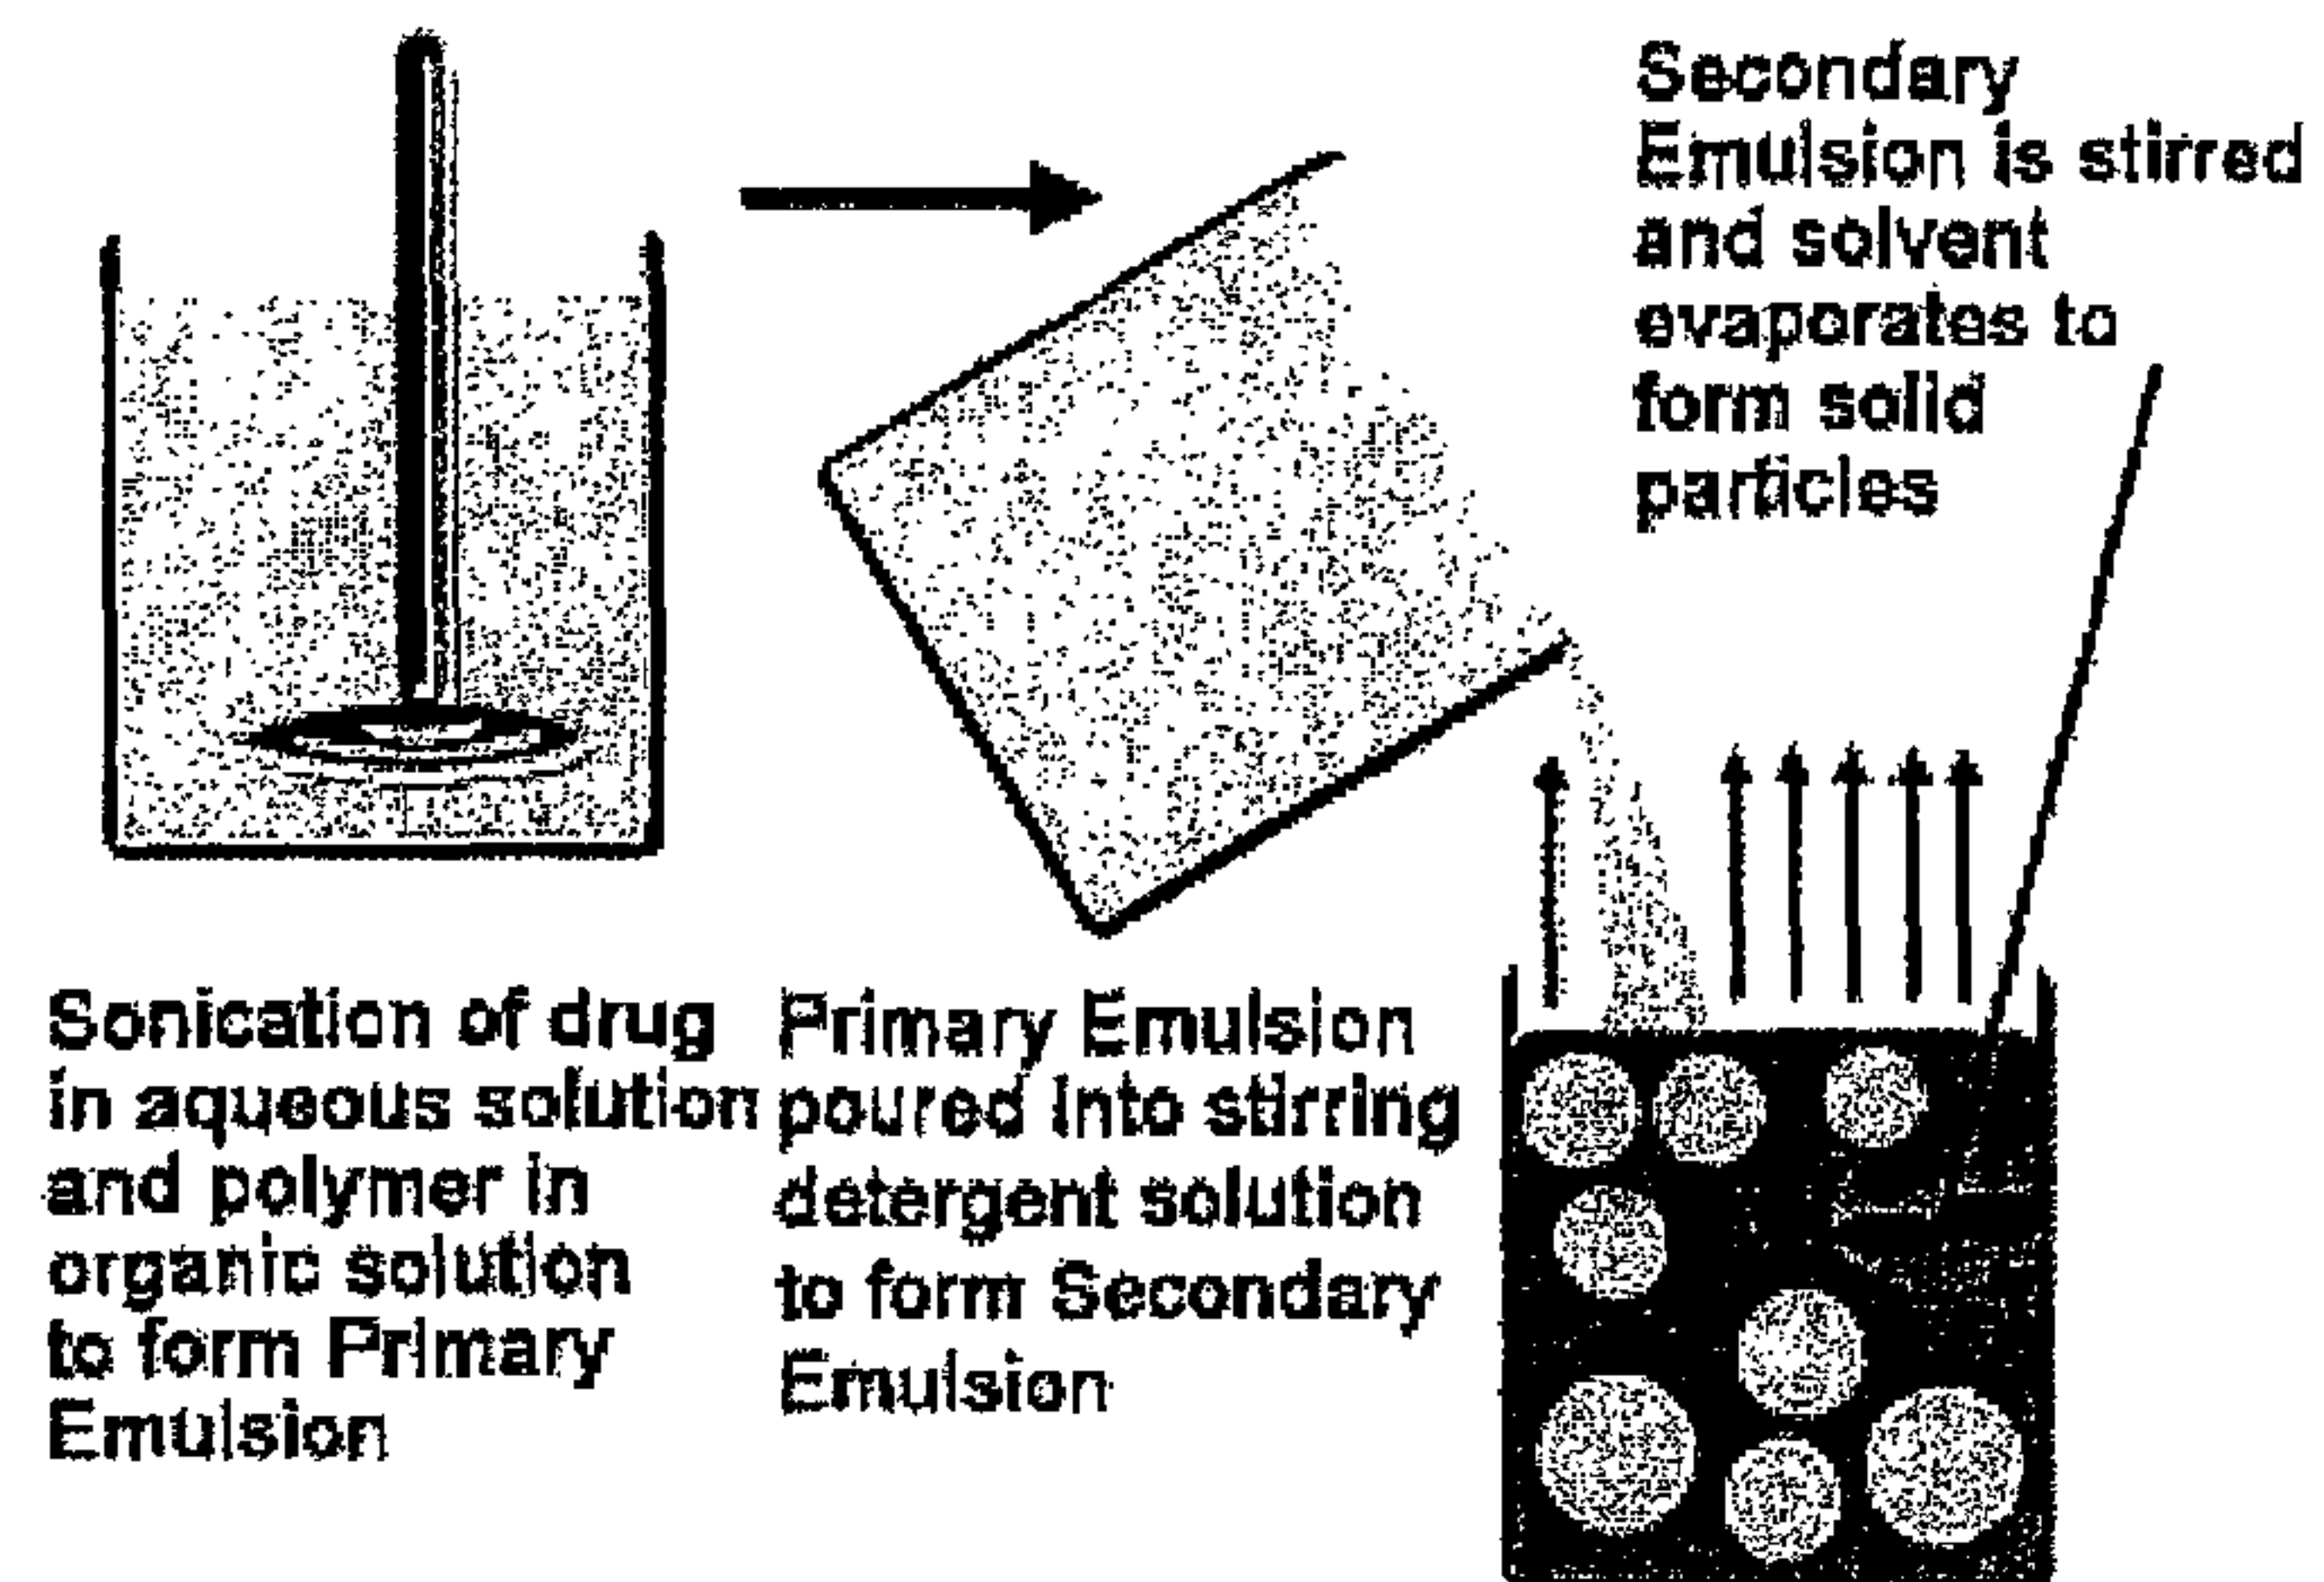 Sonication of drug
in aqueous solution
and polymer in
organic solution
to form Primary
Emulsion
Primary Emulsion
poured into stirring
detergent solution
to form Secondary
Emulsion
Secondary
Emulsion is stirred
and solvent
evaporates to
form solid
particles